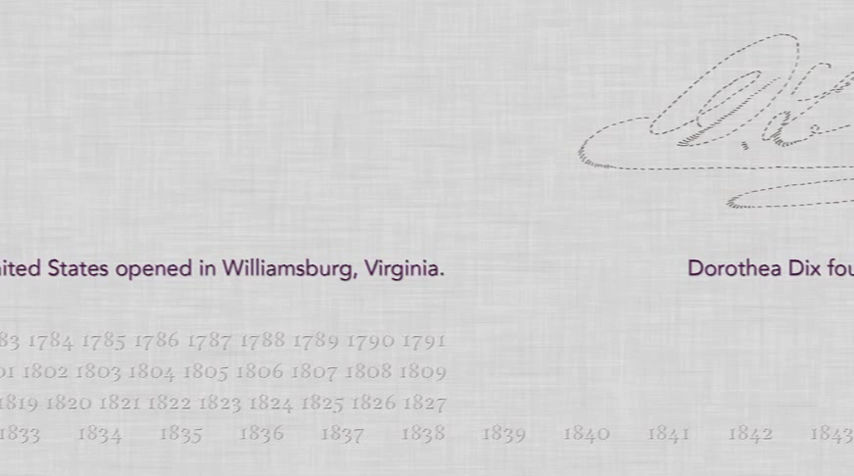 nited States opened in Williamsburg, Virginia.
Dorothea Dix fou
83 1784 1785 1786 1787 1788 1789 1790 1791
01 1802 1803 1804 1805 1806 1807 1808 1809
1819 1820 1821 1822 1823 1824 1825 1826 1827
1833 1834 1835 1836 1837 1838 1839 1840 1841 1842 1843